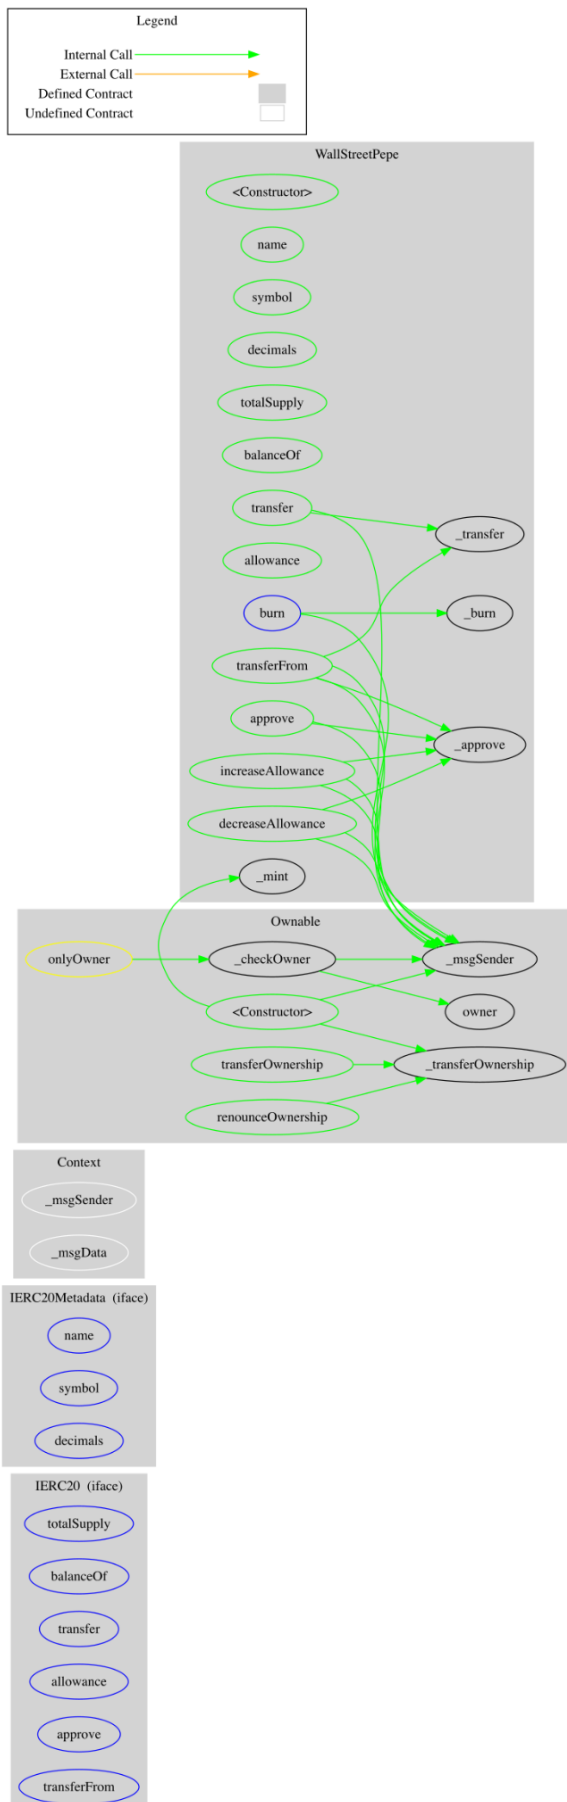 Legend
Internal Call
External Call
Defined Contract
Undefined Contract
WallStreetPepe
<Constructor>
name
symbol
decimals
totalSupply
balanceOf
transfer
_transfer
allowance
burn
_burn
transferFrom
approve
_approve
increaseAllowance
decreaseAllowance
_mint
Ownable
onlyOwner
_checkOwner
_msgSender
<Constructor>
owner
transferOwnership
_transferOwnership
renounceOwnership
Context
_msgSender
_msgData
IERC20Metadata (iface)
name
symbol
decimals
IERC20 (iface)
totalSupply
balanceOf
transfer
allowance
approve
transferFrom